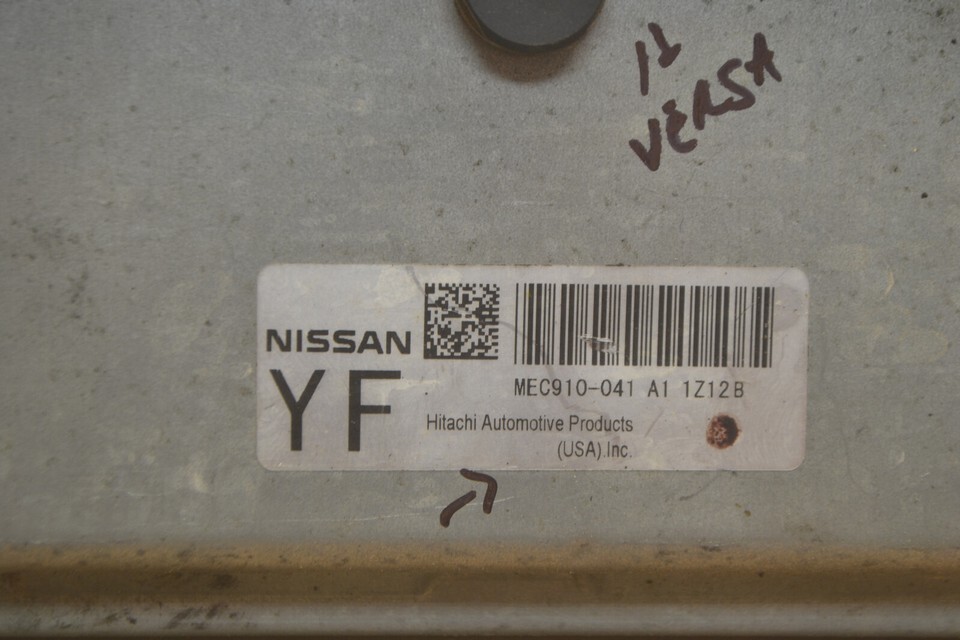 11
VERSA
NISSAN
YF
MEC910-041 A1 1Z12B
Hitachi Automotive Products
(USA).Inc.